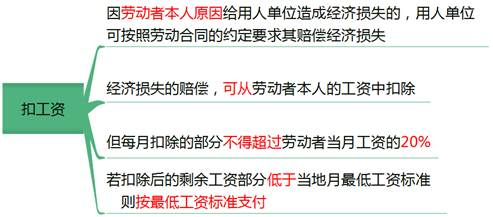 扣工资
因劳动者本人原因给用人单位造成经济损失的，用人单位
可按照劳动合同的约定要求其赔偿经济损失
经济损失的赔偿，可从劳动者本人的工资中扣除
但每月扣除的部分不得超过劳动者当月工资的20%
若扣除后的剩余工资部分低于当地月最低工资标准
则按最低工资标准支付